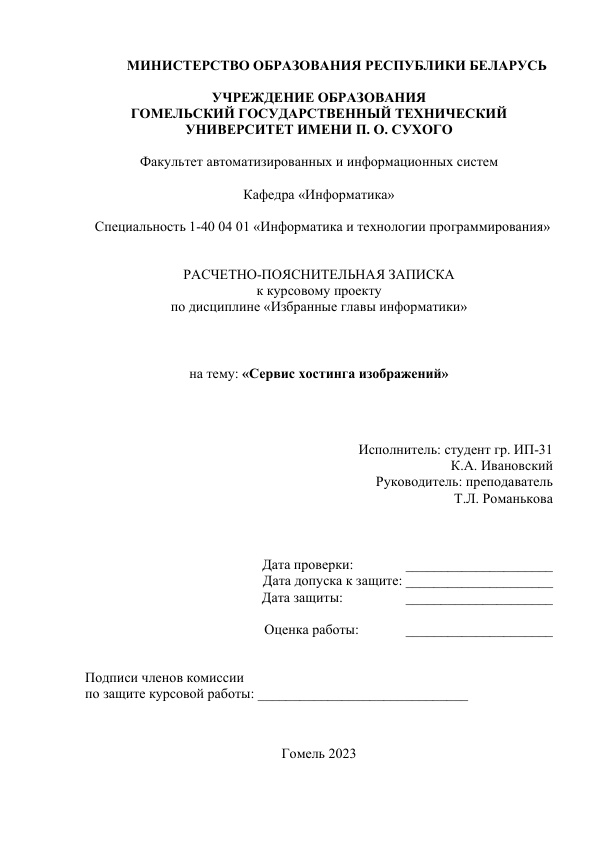 МИНИСТЕРСТВО ОБРАЗОВАНИЯ РЕСПУБЛИКИ БЕЛАРУСЬ
УЧРЕЖДЕНИЕ ОБРАЗОВАНИЯ
ГОМЕЛЬСКИЙ ГОСУДАРСТВЕННЫЙ ТЕХНИЧЕСКИЙ
УНИВЕРСИТЕТ ИМЕНИ П. О. СУХОГО
Факультет автоматизированных и информационных систем
Кафедра «Информатика»
Специальность 1-40 04 01 «Информатика и технологии программирования»
РАСЧЕТНО-ПОЯСНИТЕЛЬНАЯ ЗАПИСКА
к курсовому проекту
по дисциплине «Избранные главы информатики»
на тему: «Сервис хостинга изображений»
Исполнитель: студент гр. ИП-31
К.А. Ивановский
Руководитель: преподаватель
Т.Л. Романькова
Дата проверки: _____________________
Дата допуска к защите: _____________________
Дата защиты: _____________________
Оценка работы: _____________________
Подписи членов комиссии
по защите курсовой работы: ______________________________
Гомель 2023